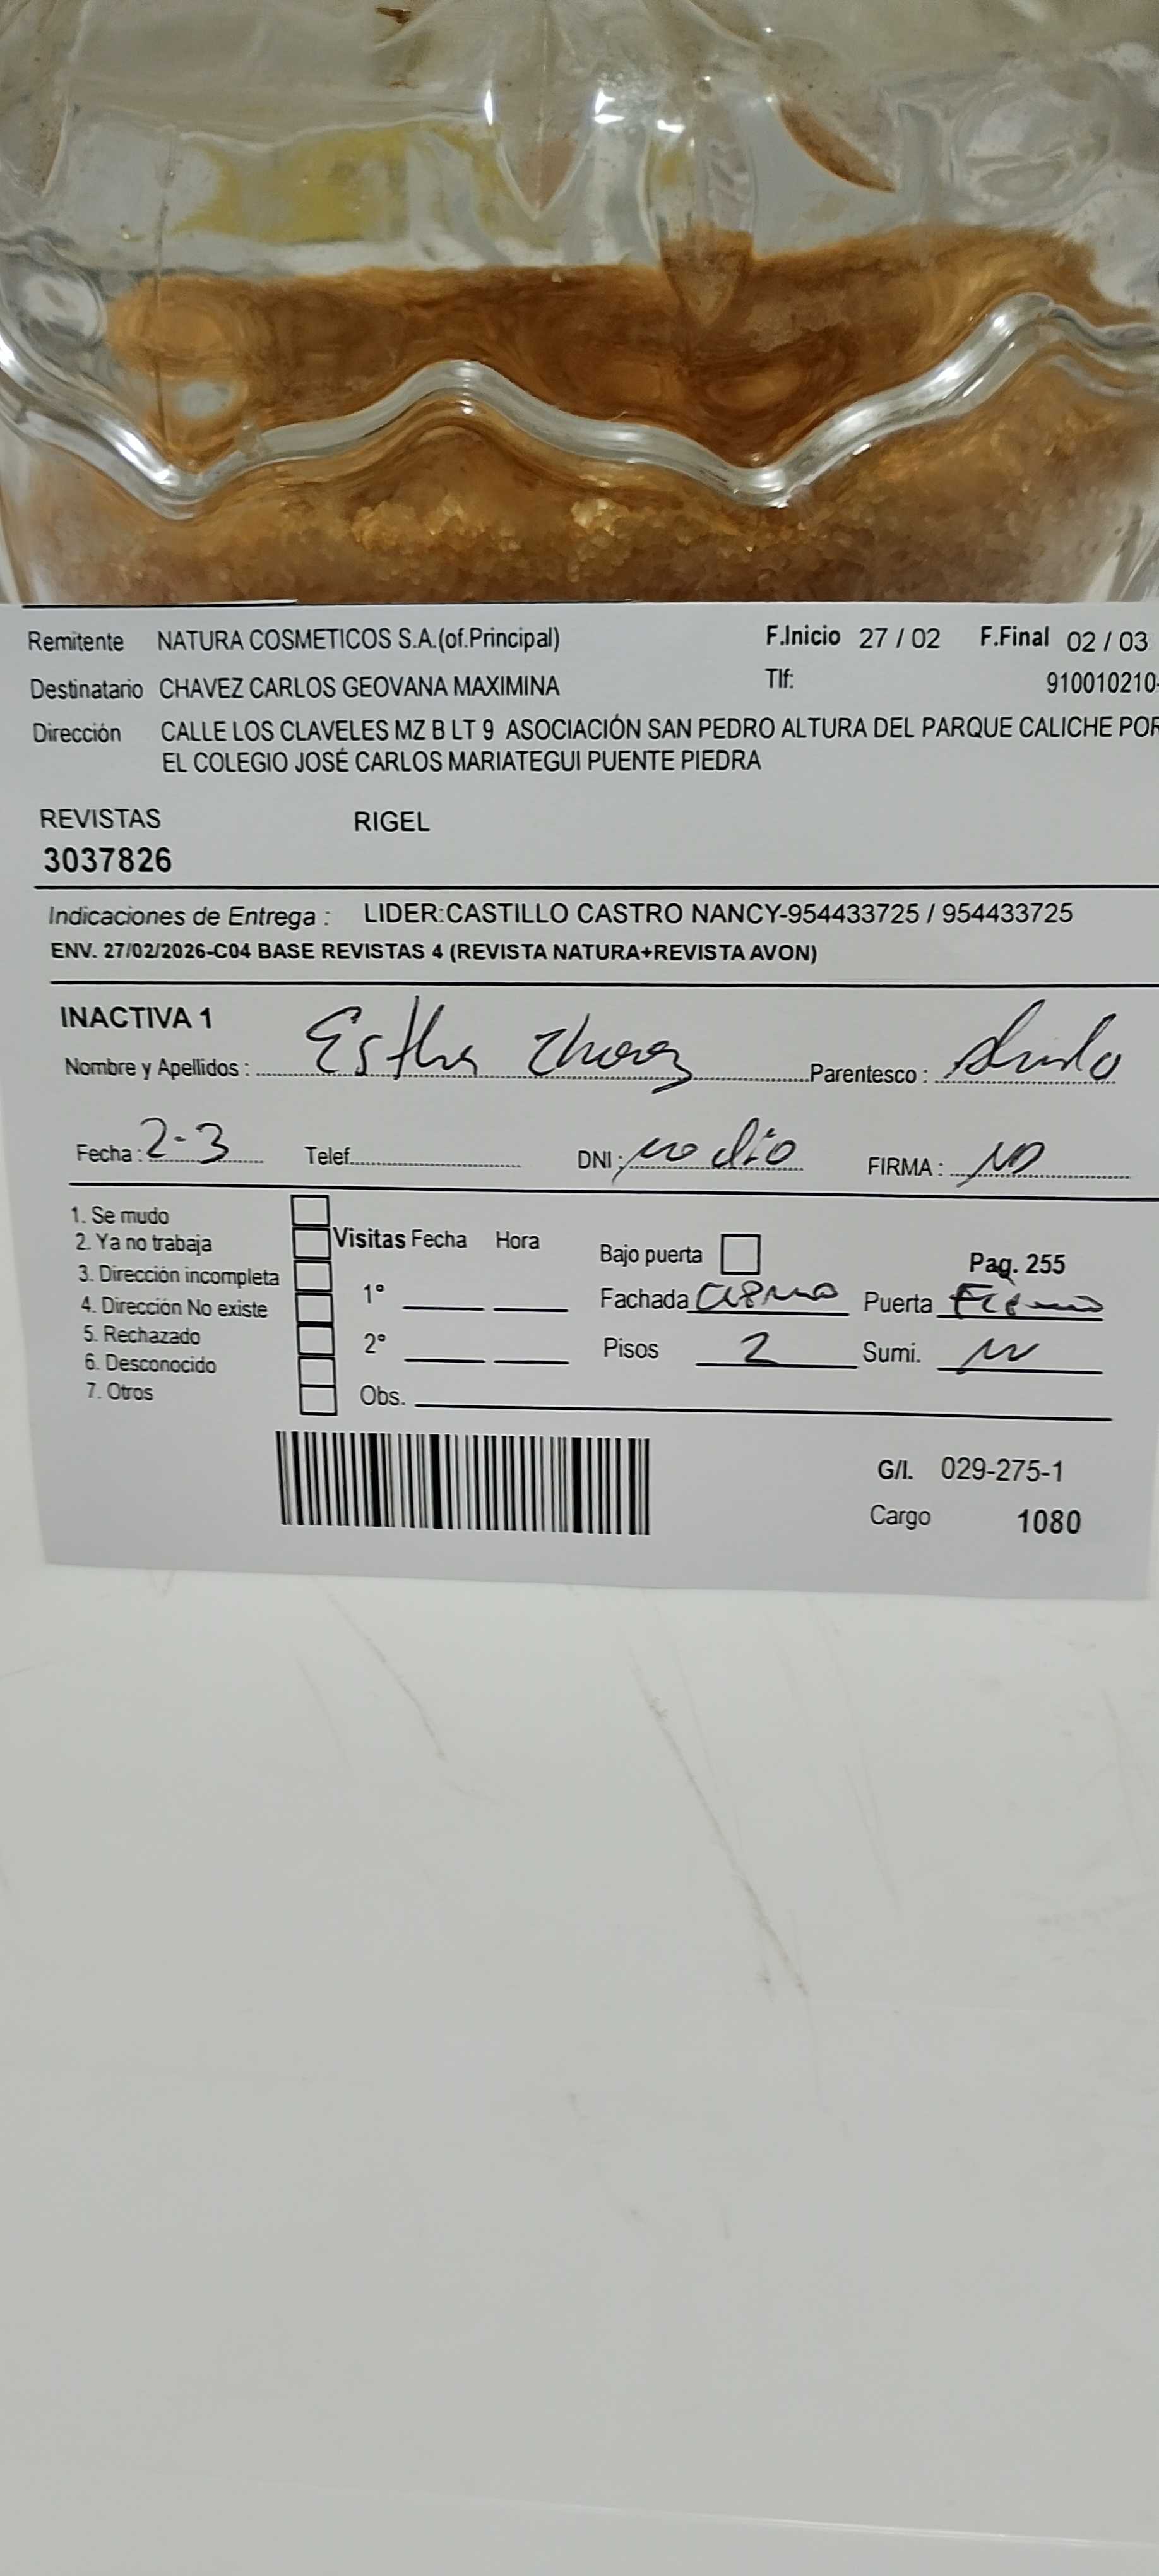 Remitente NATURA COSMETICOS S.A.(of.Principal) F.Inicio 27 / 02 F.Final 02 / 03
Destinatario CHAVEZ CARLOS GEOVANA MAXIMINA Tlf: 910010210-
Dirección CALLE LOS CLAVELES MZ B LT 9 ASOCIACIÓN SAN PEDRO ALTURA DEL PARQUE CALICHE POR
EL COLEGIO JOSÉ CARLOS MARIATEGUI PUENTE PIEDRA
REVISTAS RIGEL
3037826
Indicaciones de Entrega : LIDER:CASTILLO CASTRO NANCY-954433725 / 954433725
ENV. 27/02/2026-C04 BASE REVISTAS 4 (REVISTA NATURA+REVISTA AVON)
INACTIVA 1
Nombre y Apellidos : Esther Parentesco :
Fecha : 2-3 Telef. DNI : no dio FIRMA : NO
1. Se mudo
2. Ya no trabaja Visitas Fecha Hora Bajo puerta Pag. 255
3. Dirección incompleta 1° Fachada Puerta Fierro
4. Dirección No existe
5. Rechazado 2° Pisos 2 Sumi.
6. Desconocido
7. Otros Obs.
G/I. 029-275-1
Cargo 1080